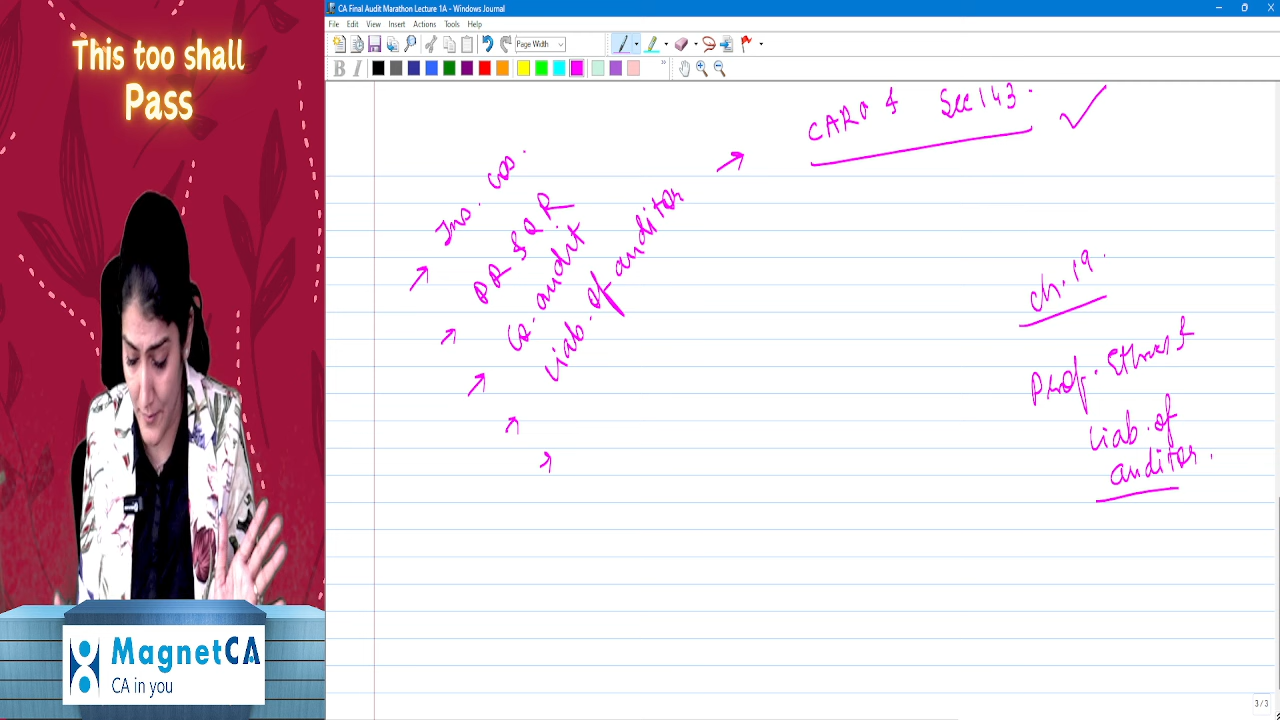 This too shall
Pass
CA Final Audit Marathon Lecture 1A - Windows Journal
File Edit View Insert Actions Tools Help
Page Width
B I
CARO & Sec 143.
Ins. Cos.
PR & QR
Co. audit
Liab. of auditor
Ch. 19.
Prof. Ethics &
Liab. of
auditor.
MagnetCA
CA in you
3/3